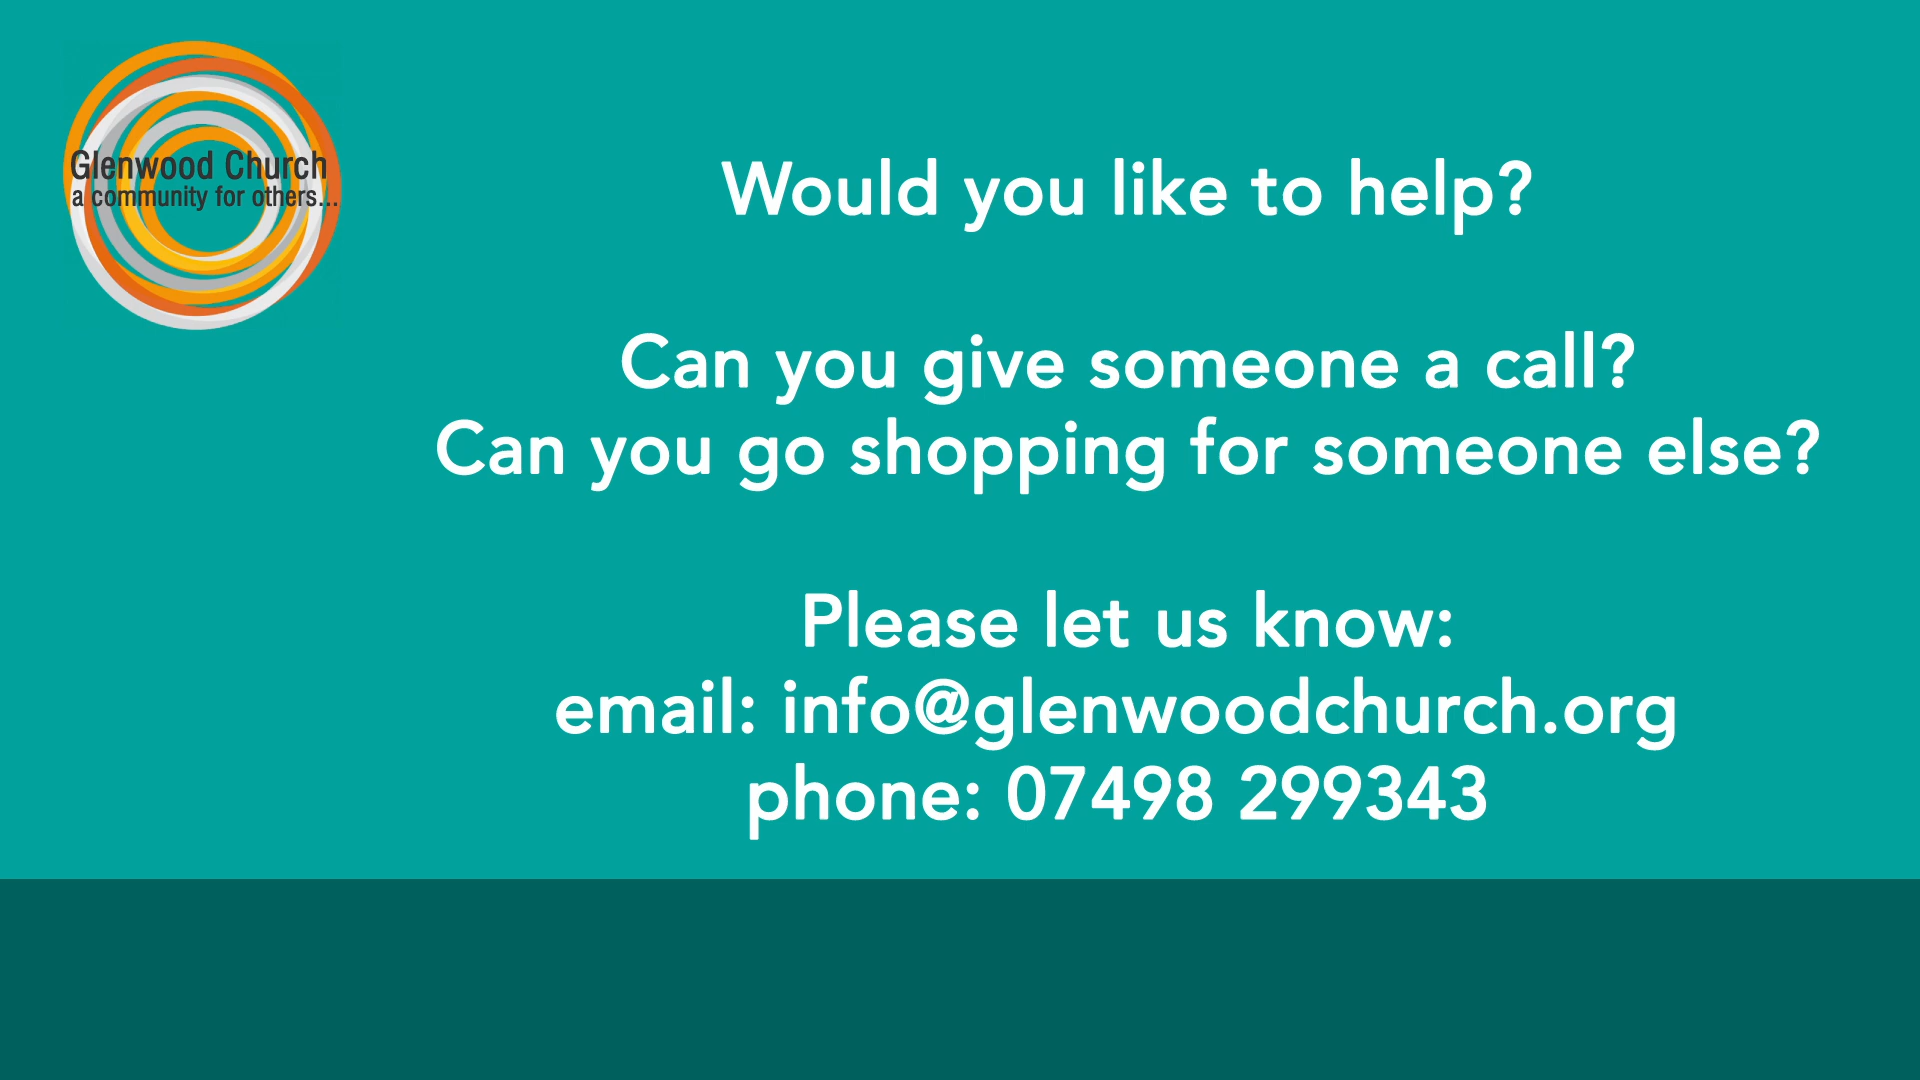 Glenwood Church
a community for others...
Would you like to help?
Can you give someone a call?
Can you go shopping for someone else?
Please let us know:
email: info@glenwoodchurch.org
phone: 07498 299343